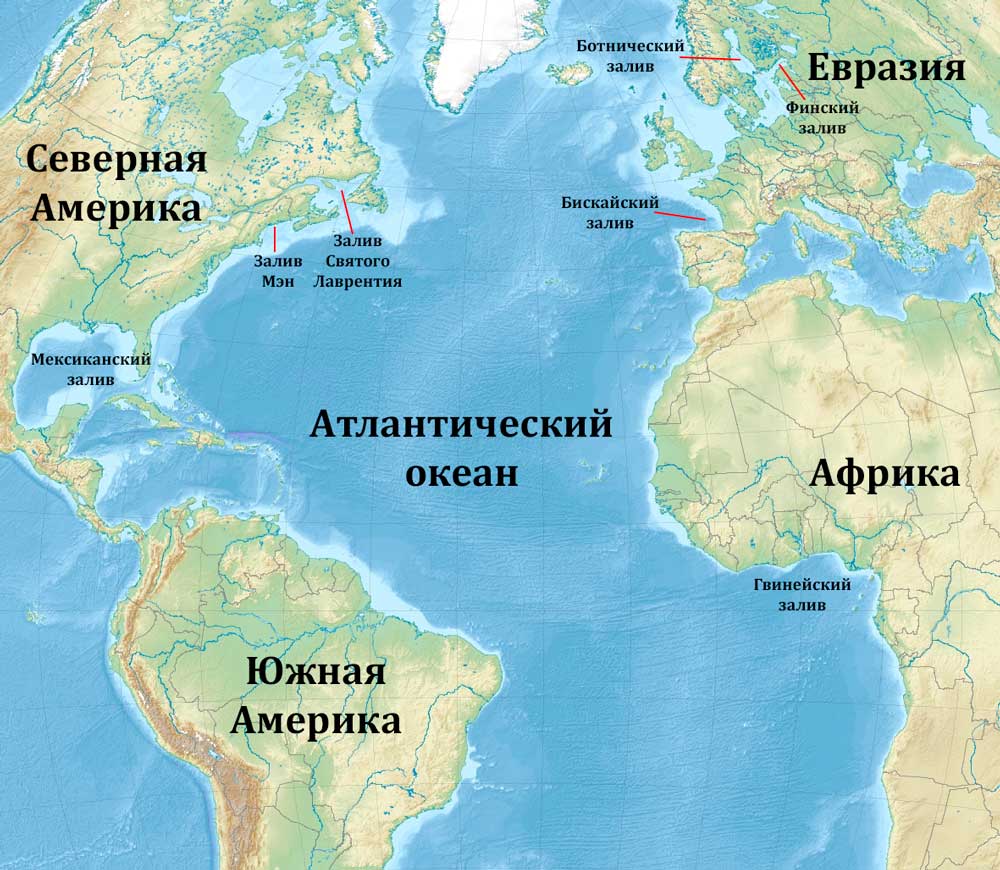 Ботнический
залив
Евразия
Финский
залив
Северная
Америка
Бискайский
залив
Залив
Мэн
Залив
Святого
Лаврентия
Мексиканский
залив
Атлантический
океан
Африка
Гвинейский
залив
Южная
Америка